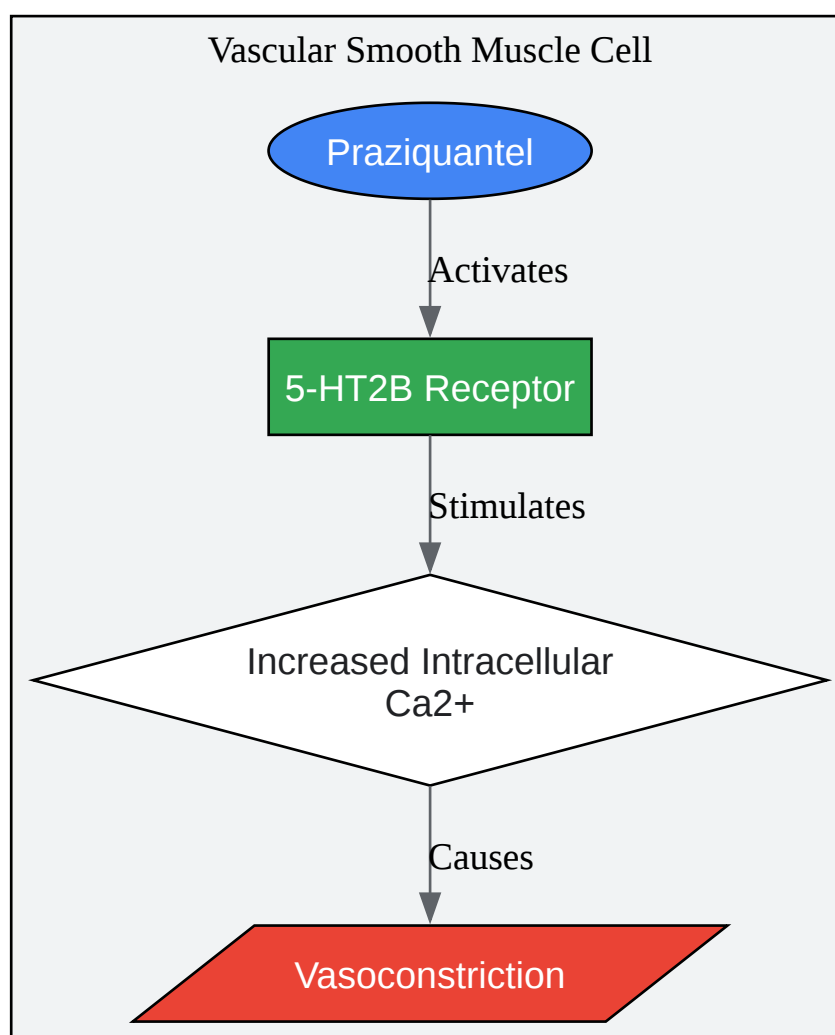 Vascular Smooth Muscle Cell
Praziquantel
Activates
5-HT2B Receptor
Stimulates
Increased Intracellular
Ca2+
Causes
Vasoconstriction